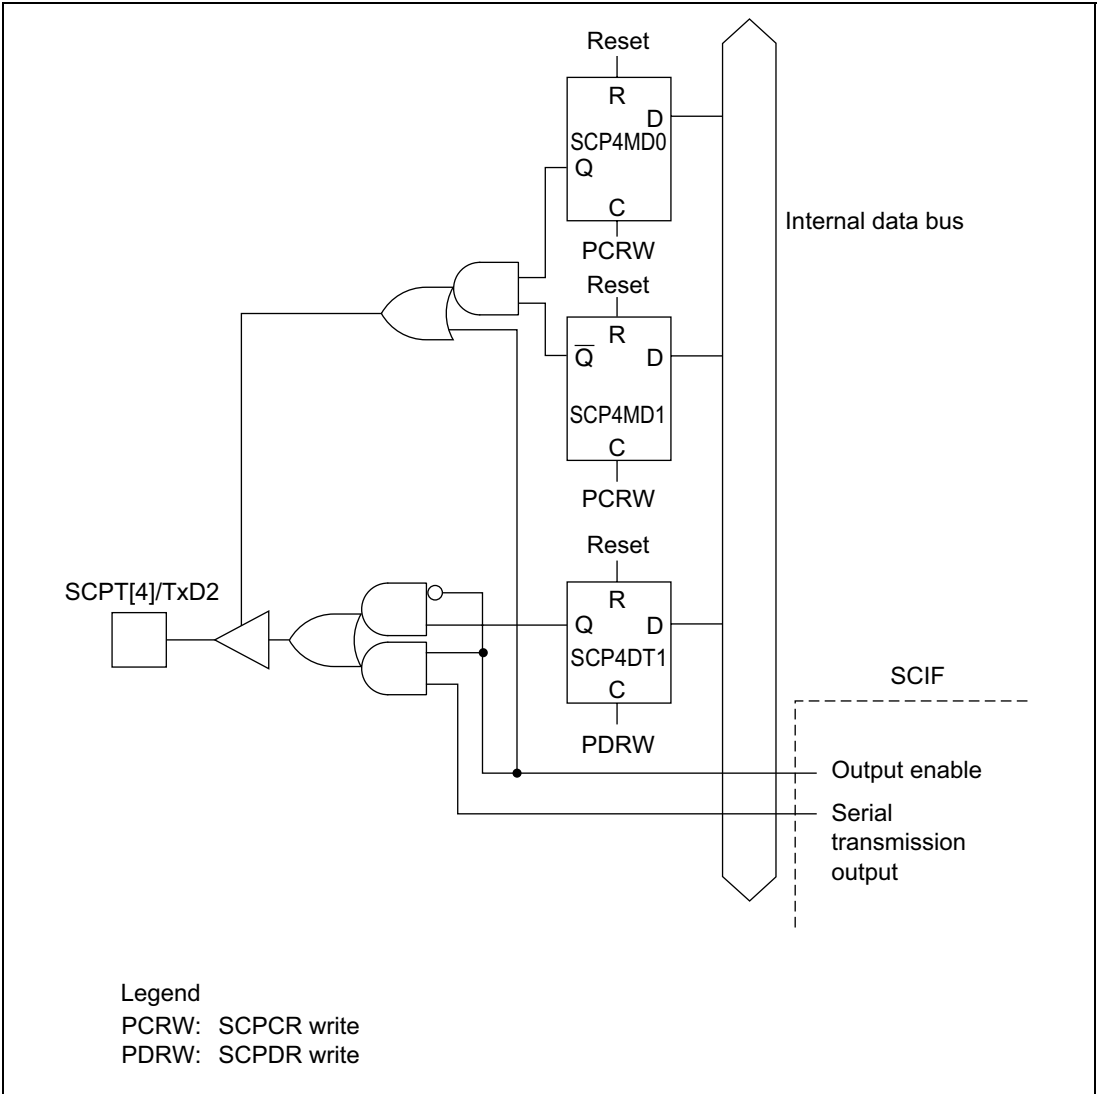 Reset
R
D
SCP4MD0
Q
C
PCRW
Internal data bus
Reset
R
Q̅ D
SCP4MD1
C
PCRW
Reset
SCPT[4]/TxD2
R
Q D
SCP4DT1
C
PDRW
SCIF
Output enable
Serial
transmission
output
Legend
PCRW: SCPCR write
PDRW: SCPDR write